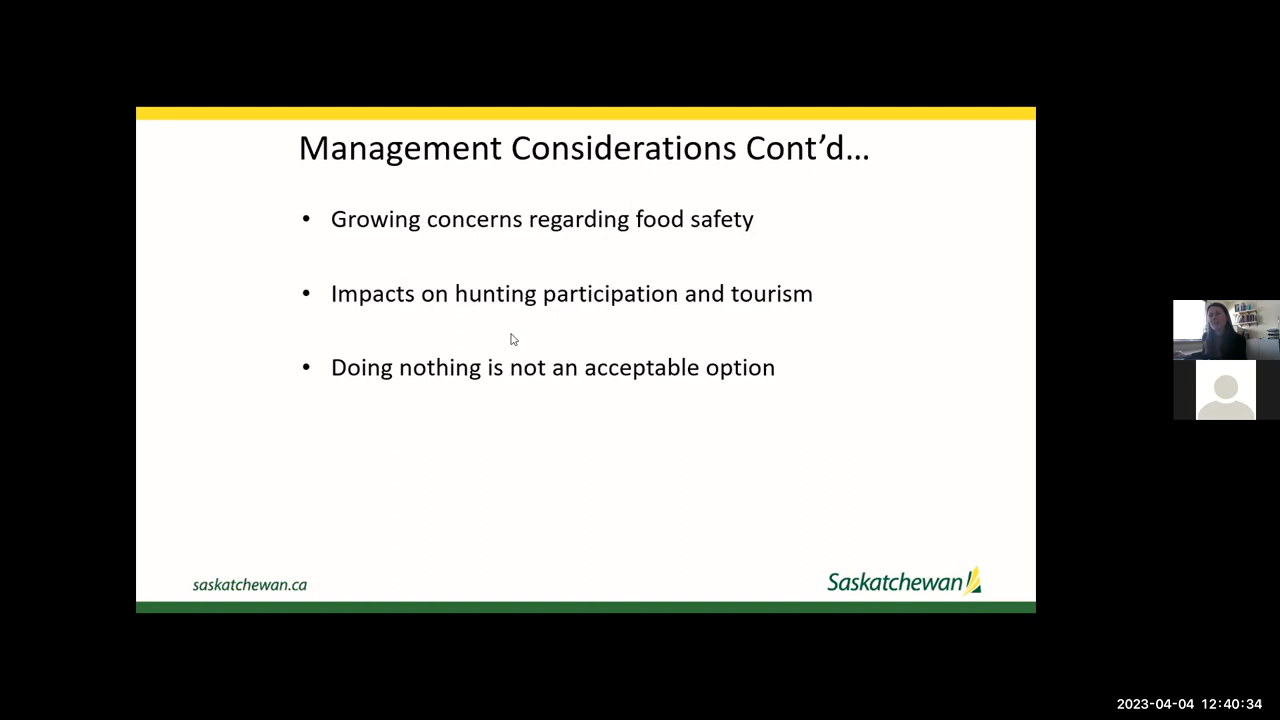 Management Considerations Cont’d…
• Growing concerns regarding food safety
• Impacts on hunting participation and tourism
• Doing nothing is not an acceptable option
saskatchewan.ca
Saskatchewan
2023-04-04 12:40:34